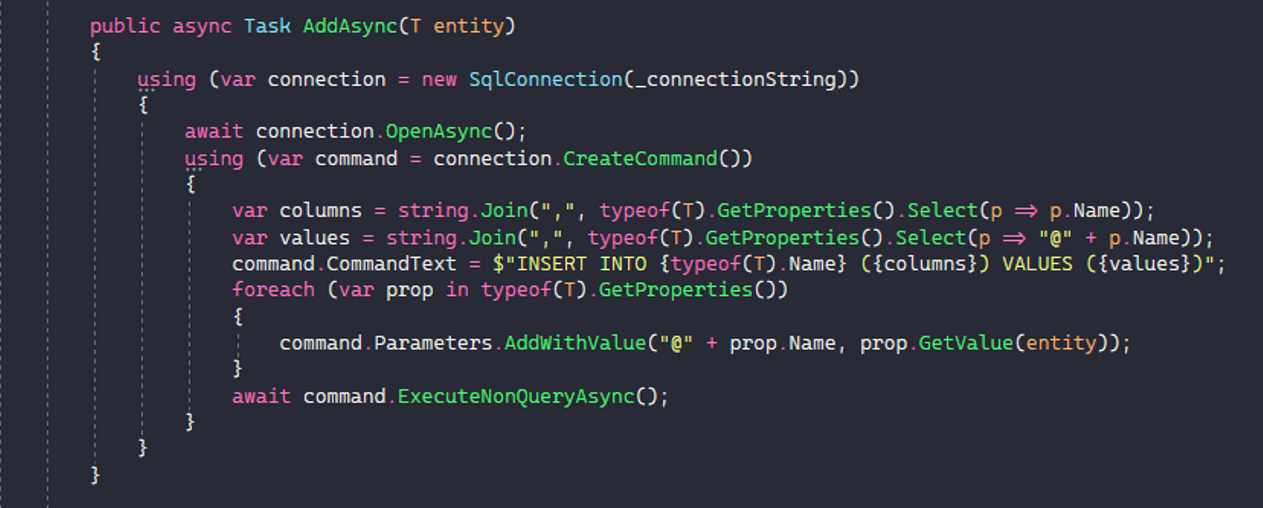 public async Task AddAsync(T entity)
{
using (var connection = new SqlConnection(_connectionString))
{
await connection.OpenAsync();
using (var command = connection.CreateCommand())
{
var columns = string.Join(",", typeof(T).GetProperties().Select(p => p.Name));
var values = string.Join(",", typeof(T).GetProperties().Select(p => "@" + p.Name));
command.CommandText = $"INSERT INTO {typeof(T).Name} ({columns}) VALUES ({values})";
foreach (var prop in typeof(T).GetProperties())
{
command.Parameters.AddWithValue("@" + prop.Name, prop.GetValue(entity));
}
await command.ExecuteNonQueryAsync();
}
}
}